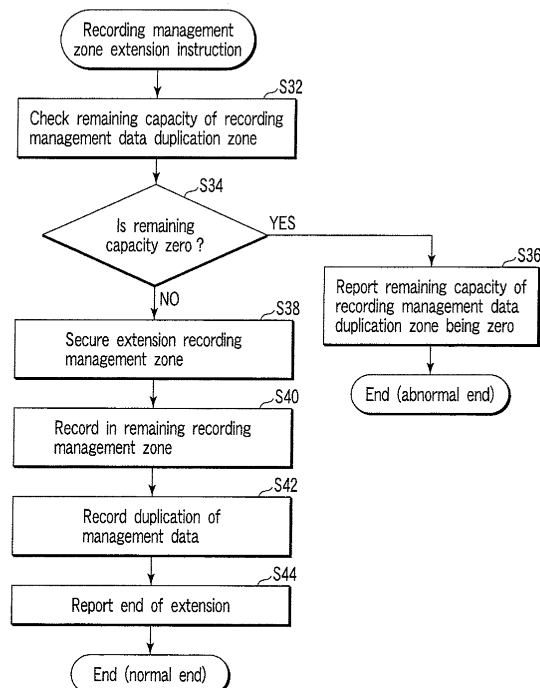 Recording management
zone extension instruction
S32
Check remaining capacity of recording
management data duplication zone
S34
Is remaining
capacity zero ?
YES
NO
S36
Report remaining capacity of
recording management data
duplication zone being zero
End (abnormal end)
S38
Secure extension recording
management zone
S40
Record in remaining recording
management zone
S42
Record duplication of
management data
S44
Report end of extension
End (normal end)